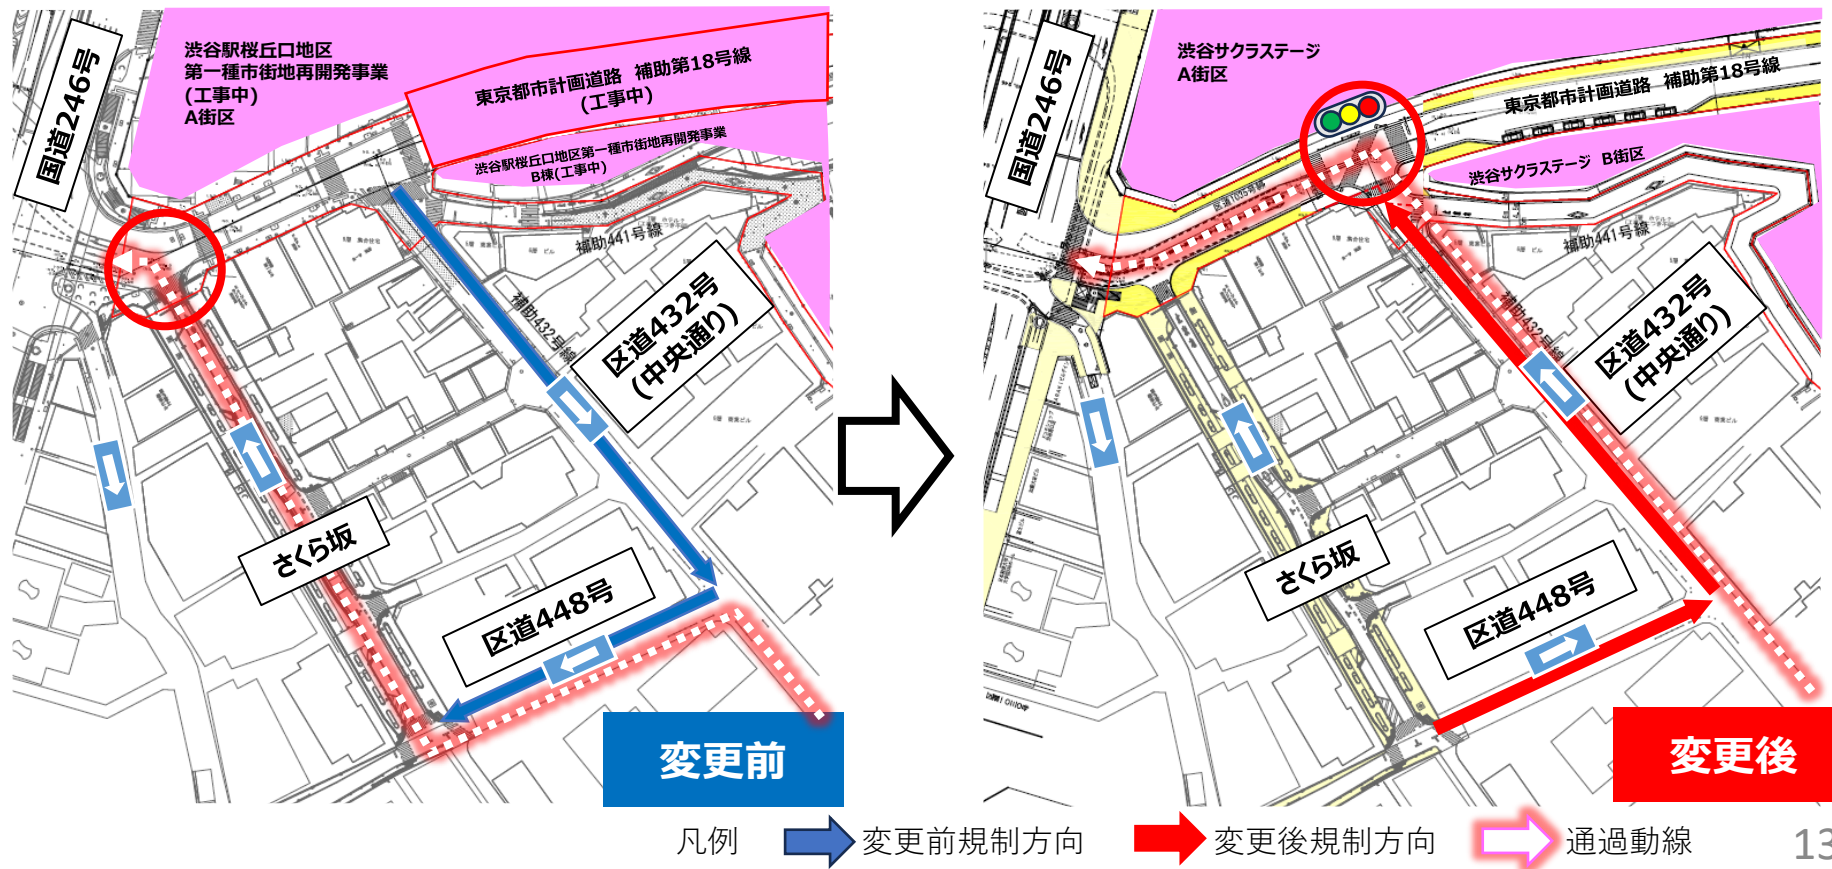 国道246号
渋谷駅桜丘口地区
第一種市街地再開発事業
(工事中)
A街区
東京都市計画道路 補助第18号線
(工事中)
渋谷駅桜丘口地区第一種市街地再開発事業
B棟(工事中)
補助441号線
補助432号線
区道432号
(中央通り)
さくら坂
区道448号
変更前
国道246号
渋谷サクラステージ
A街区
東京都市計画道路 補助第18号線
渋谷サクラステージ B街区
補助441号線
補助432号線
区道432号
(中央通り)
さくら坂
区道448号
変更後
凡例
変更前規制方向
変更後規制方向
通過動線
13